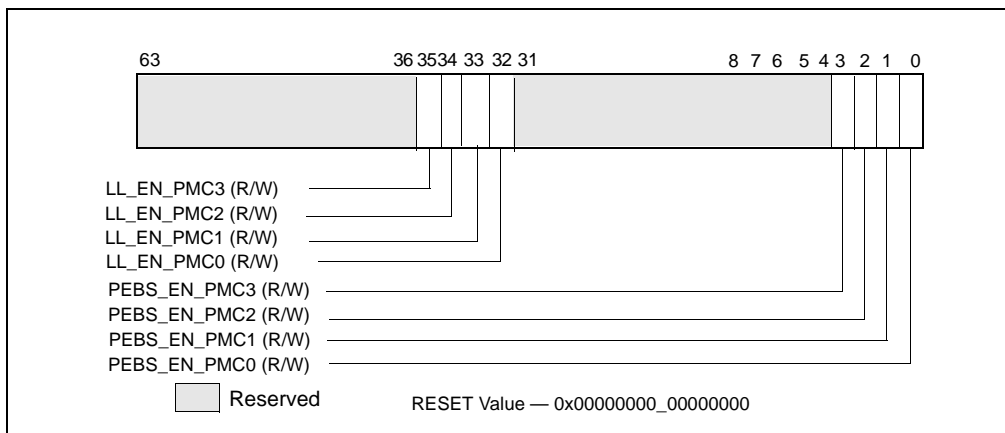 63 36 35 34 33 32 31 8 7 6 5 4 3 2 1 0
LL_EN_PMC3 (R/W)
LL_EN_PMC2 (R/W)
LL_EN_PMC1 (R/W)
LL_EN_PMC0 (R/W)
PEBS_EN_PMC3 (R/W)
PEBS_EN_PMC2 (R/W)
PEBS_EN_PMC1 (R/W)
PEBS_EN_PMC0 (R/W)
Reserved RESET Value — 0x00000000_00000000